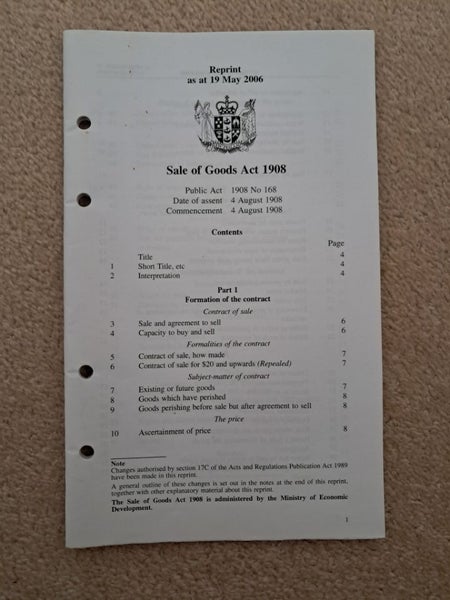 Reprint
as at 19 May 2006
Sale of Goods Act 1908
Public Act 1908 No 168
Date of assent 4 August 1908
Commencement 4 August 1908
Contents
Page
Title 4
1 Short Title, etc 4
2 Interpretation 4
Part 1
Formation of the contract
Contract of sale
3 Sale and agreement to sell 6
4 Capacity to buy and sell 6
Formalities of the contract
5 Contract of sale, how made 7
6 Contract of sale for $20 and upwards (Repealed) 7
Subject-matter of contract
7 Existing or future goods 7
8 Goods which have perished 8
9 Goods perishing before sale but after agreement to sell 8
The price
10 Ascertainment of price 8
Note
Changes authorised by section 17C of the Acts and Regulations Publication Act 1989
have been made in this reprint.
A general outline of these changes is set out in the notes at the end of this reprint,
together with other explanatory material about this reprint.
The Sale of Goods Act 1908 is administered by the Ministry of Economic
Development.
1